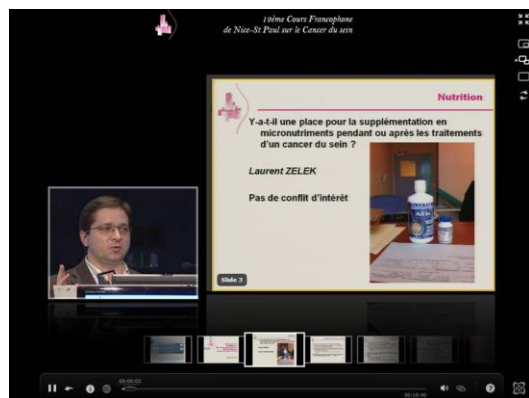 19ème Cours Francophone
de Nice-St Paul sur le Cancer du sein
Nutrition
Y-a-t-il une place pour la supplémentation en
micronutriments pendant ou après les traitements
d'un cancer du sein ?
Laurent ZELEK
Pas de conflit d'intérêt
Slide 3
00:00:03